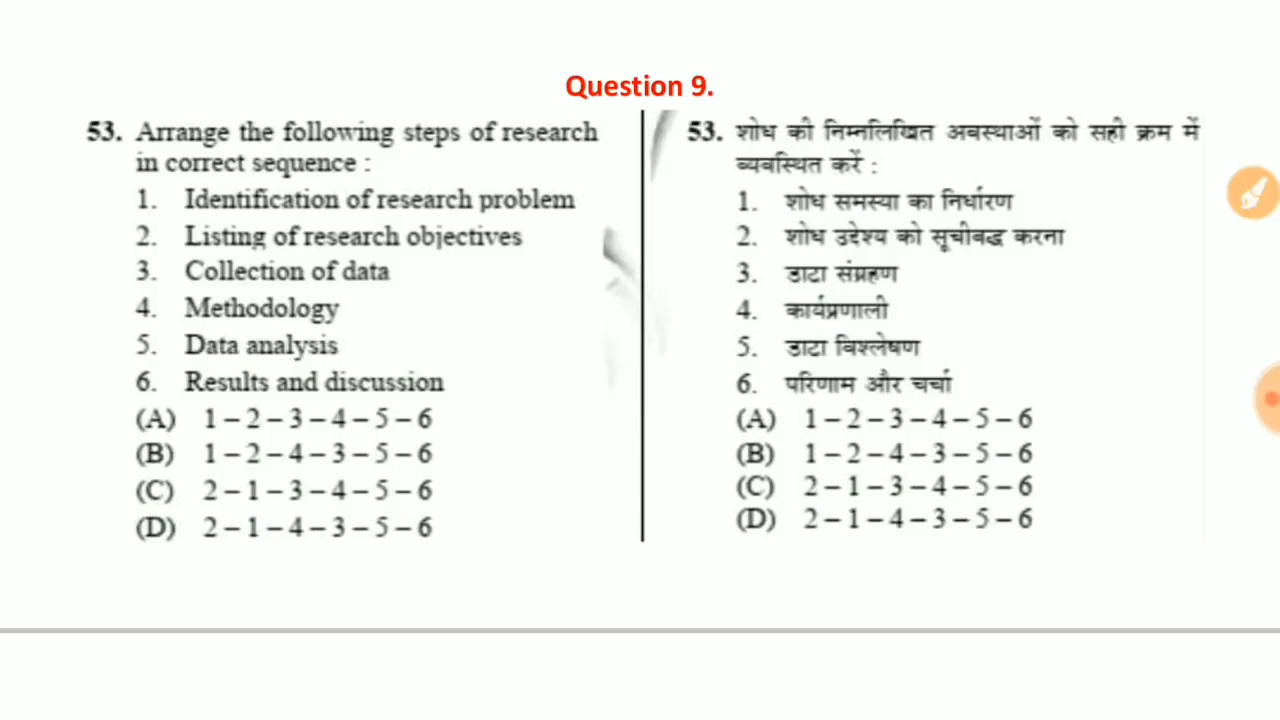 Question 9.
53. Arrange the following steps of research
in correct sequence :
1. Identification of research problem
2. Listing of research objectives
3. Collection of data
4. Methodology
5. Data analysis
6. Results and discussion
(A) 1 – 2 – 3 – 4 – 5 – 6
(B) 1 – 2 – 4 – 3 – 5 – 6
(C) 2 – 1 – 3 – 4 – 5 – 6
(D) 2 – 1 – 4 – 3 – 5 – 6
53. शोध की निम्नलिखित अवस्थाओं को सही क्रम में
व्यवस्थित करें :
1. शोध समस्या का निर्धारण
2. शोध उद्देश्य को सूचीबद्ध करना
3. डाटा संग्रहण
4. कार्यप्रणाली
5. डाटा विश्लेषण
6. परिणाम और चर्चा
(A) 1 – 2 – 3 – 4 – 5 – 6
(B) 1 – 2 – 4 – 3 – 5 – 6
(C) 2 – 1 – 3 – 4 – 5 – 6
(D) 2 – 1 – 4 – 3 – 5 – 6